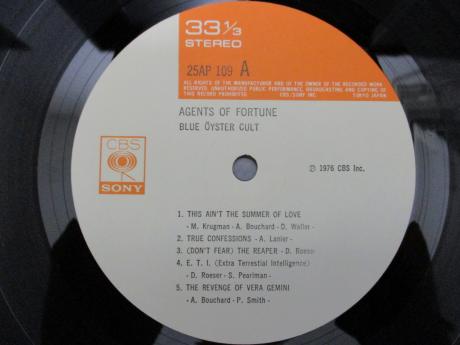 33⅓
STEREO
25AP 109 A
ALL RIGHTS OF THE MANUFACTURER AND OF THE OWNER OF THE RECORDED WORK
RESERVED. UNAUTHORIZED PUBLIC PERFORMANCE, BROADCASTING AND COPYING OF
THIS RECORD PROHIBITED CBS/SONY INC. TOKYO JAPAN
AGENTS OF FORTUNE
BLUE ÖYSTER CULT
CBS
SONY
℗ 1976 CBS Inc.
1. THIS AIN'T THE SUMMER OF LOVE
- M. Krugman - A. Bouchard - D. Waller -
2. TRUE CONFESSIONS - A. Lanier -
3. (DON'T FEAR) THE REAPER - D. Roeser -
4. E. T. I. (Extra Terrestial Intelligence)
- D. Roeser - S. Pearlman -
5. THE REVENGE OF VERA GEMINI
- A. Bouchard - P. Smith -